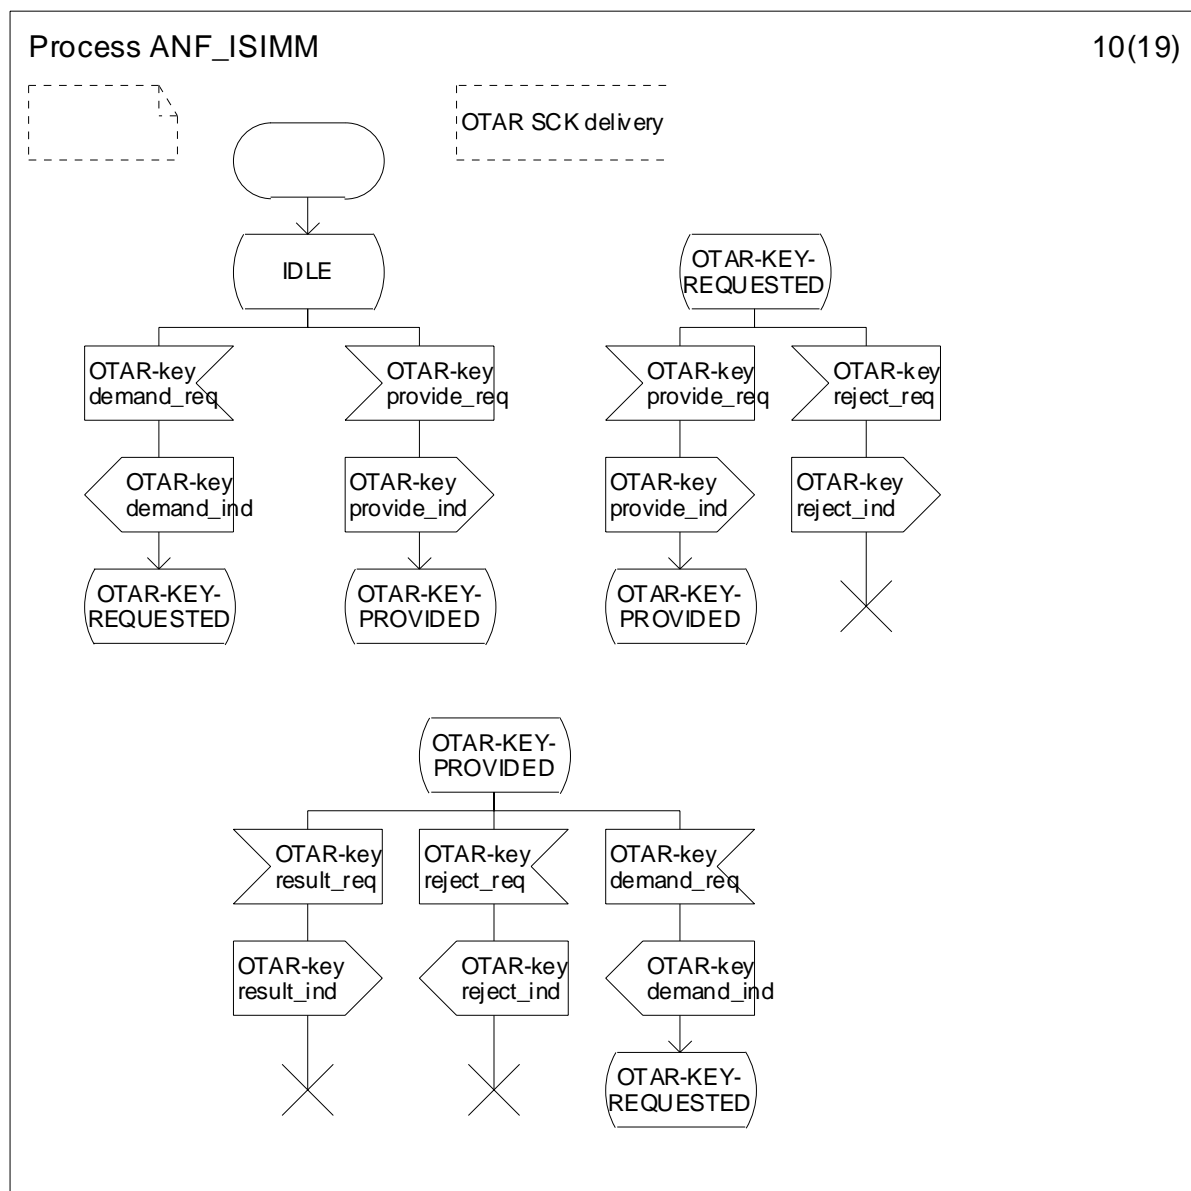 Process ANF_ISIMM
10(19)
OTAR SCK delivery
IDLE
OTAR-KEY-
REQUESTED
OTAR-key
demand_req
OTAR-key
provide_req
OTAR-key
provide_req
OTAR-key
reject_req
OTAR-key
demand_ind
OTAR-key
provide_ind
OTAR-key
provide_ind
OTAR-key
reject_ind
OTAR-KEY-
REQUESTED
OTAR-KEY-
PROVIDED
OTAR-KEY-
PROVIDED
OTAR-KEY-
PROVIDED
OTAR-key
result_req
OTAR-key
reject_req
OTAR-key
demand_req
OTAR-key
result_ind
OTAR-key
reject_ind
OTAR-key
demand_ind
OTAR-KEY-
REQUESTED